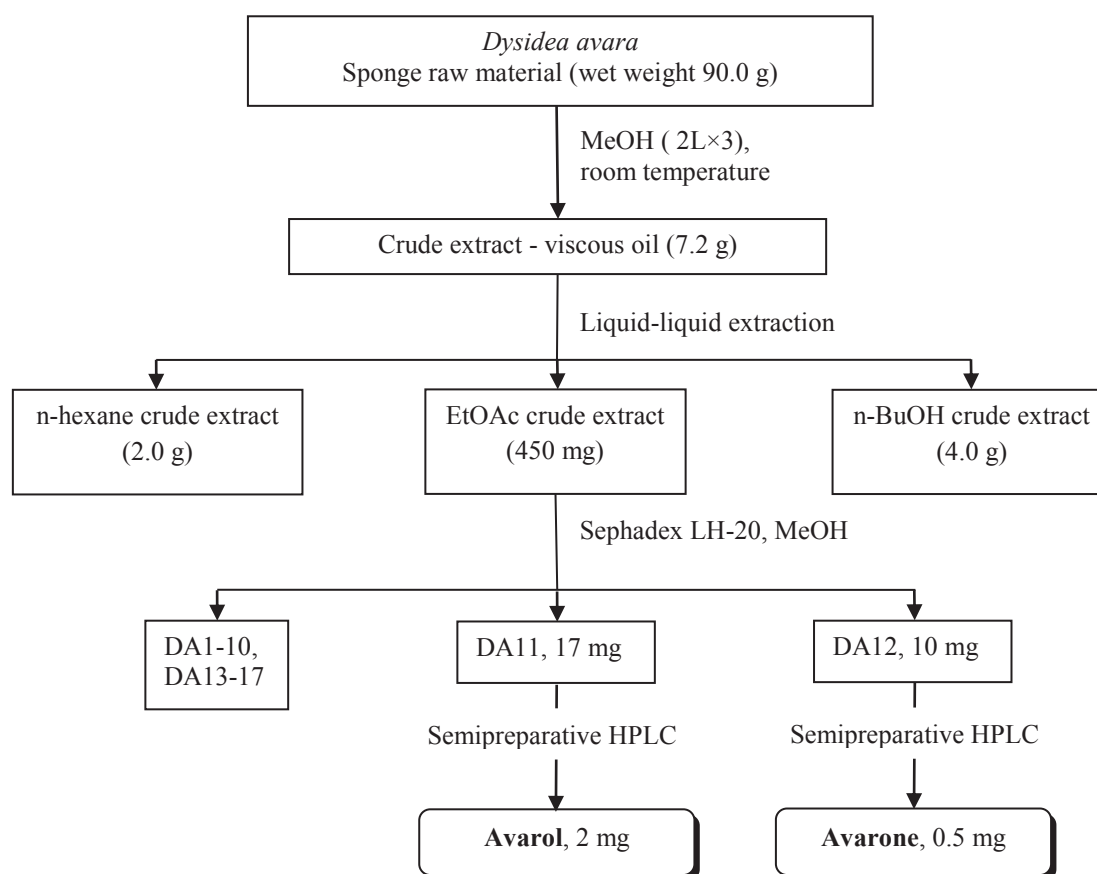 Dysidea avara
Sponge raw material (wet weight 90.0 g)
MeOH ( 2L×3),
room temperature
Crude extract - viscous oil (7.2 g)
Liquid-liquid extraction
n-hexane crude extract
(2.0 g)
EtOAc crude extract
(450 mg)
n-BuOH crude extract
(4.0 g)
Sephadex LH-20, MeOH
DA1-10,
DA13-17
DA11, 17 mg
DA12, 10 mg
Semipreparative HPLC
Semipreparative HPLC
Avarol, 2 mg
Avarone, 0.5 mg